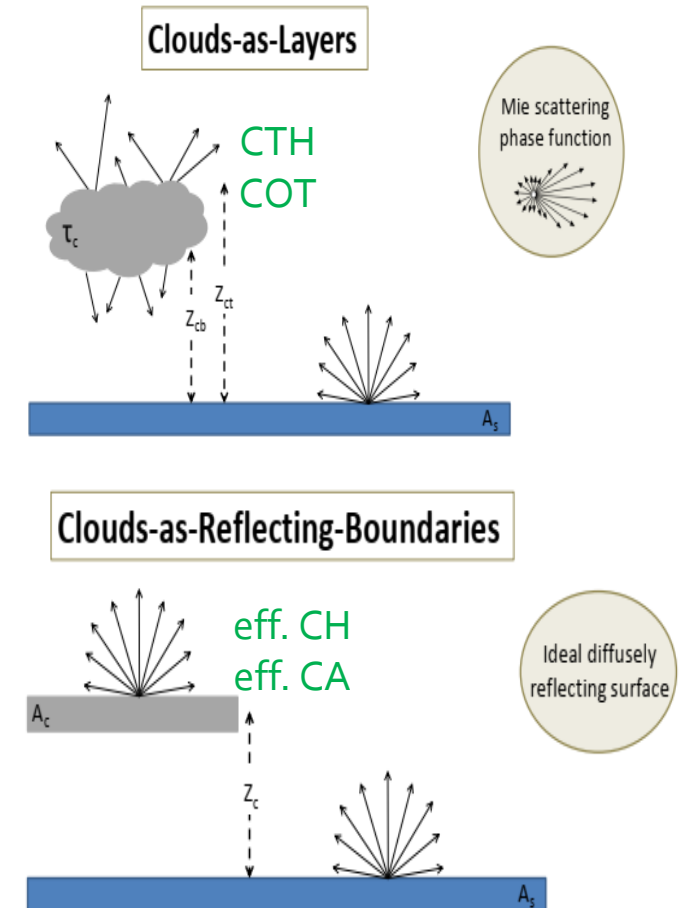 Clouds-as-Layers
Mie scattering
phase function
CTH
COT
τc
Zct
Zcb
As
Clouds-as-Reflecting-Boundaries
eff. CH
eff. CA
Ideal diffusely
reflecting surface
Ac
Zc
As